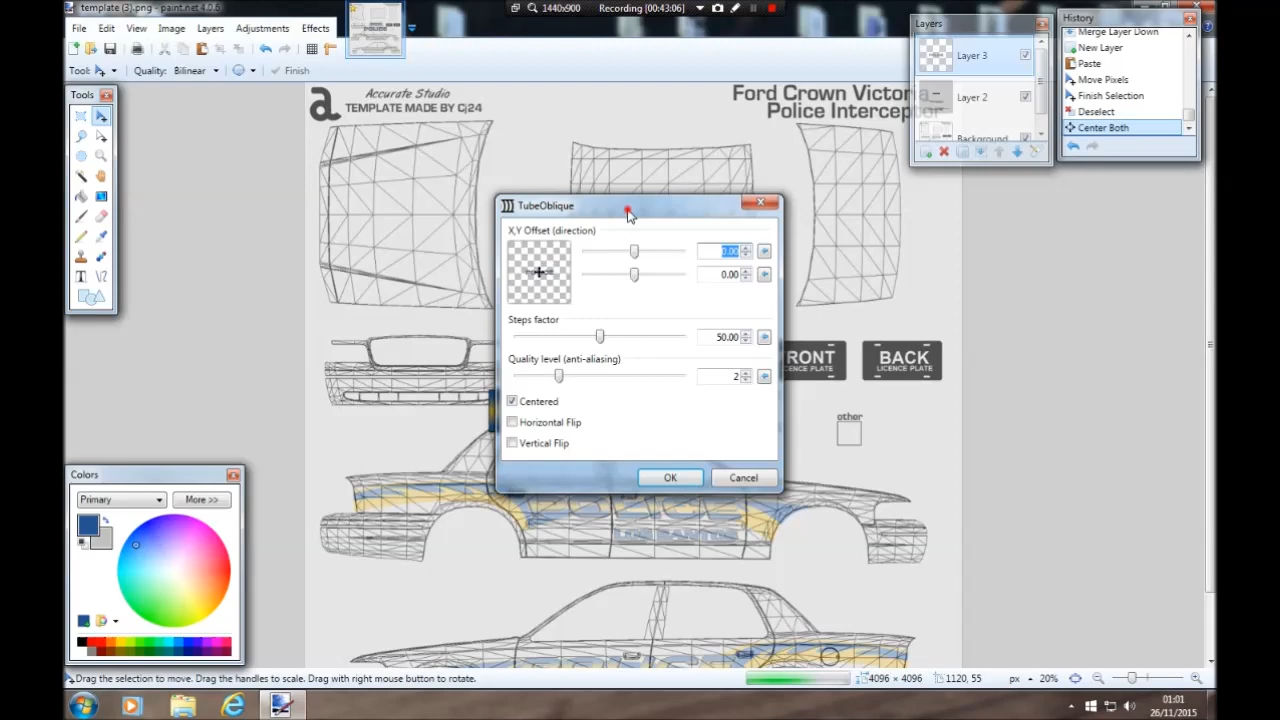 template (3).png - paint.net 4.0.6
1440x900
Recording [00:43:06]
File Edit View Image Layers Adjustments Effects
Tool: Quality: Bilinear Finish
Tools
a
Accurate Studio
TEMPLATE MADE BY Cj24
Ford Crown Victoria
Police Interceptor
Layers
Layer 3
Layer 2
Background
History
Merge Layer Down
New Layer
Paste
Move Pixels
Finish Selection
Deselect
Center Both
TubeOblique
X,Y Offset (direction)
0.00
0.00
Steps factor
50.00
Quality level (anti-aliasing)
2
Centered
Horizontal Flip
Vertical Flip
OK Cancel
RONT
LICENCE PLATE
BACK
LICENCE PLATE
other
Colors
Primary
More >>
Drag the selection to move. Drag the handles to scale. Drag with right mouse button to rotate.
4096 × 4096
1120, 55
px
20%
01:01
26/11/2015